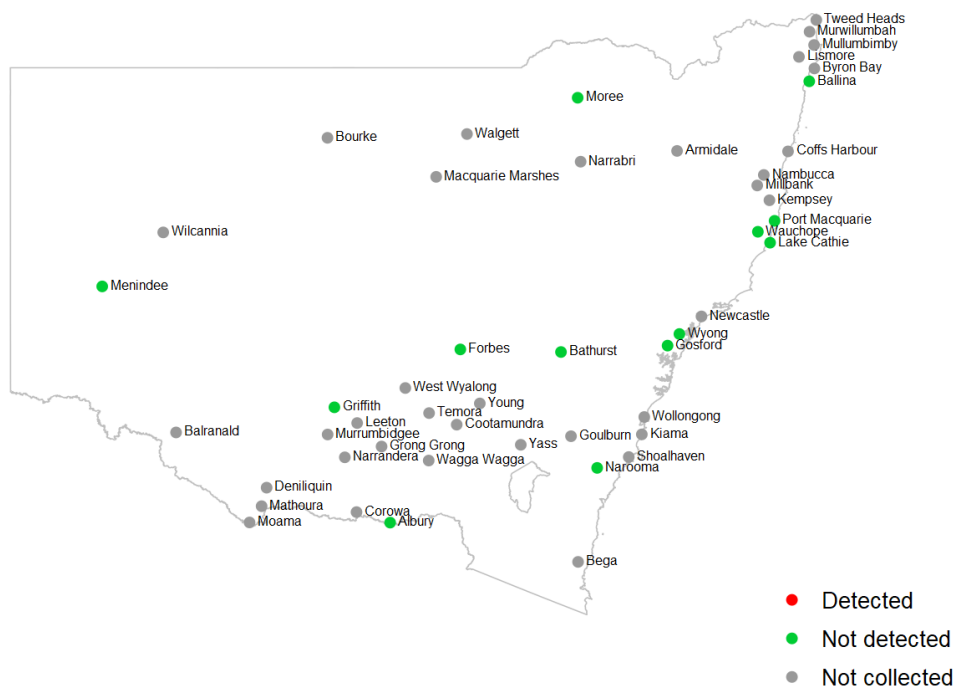 Tweed Heads
Murwillumbah
Mullumbimby
Lismore
Byron Bay
Ballina
Moree
Bourke
Walgett
Narrabri
Armidale
Coffs Harbour
Macquarie Marshes
Nambucca
Millbank
Kempsey
Port Macquarie
Wauchope
Lake Cathie
Wilcannia
Menindee
Newcastle
Wyong
Gosford
Forbes
Bathurst
West Wyalong
Griffith
Young
Temora
Leeton
Cootamundra
Wollongong
Balranald
Murrumbidgee
Goulburn
Kiama
Grong Grong
Yass
Narrandera
Wagga Wagga
Shoalhaven
Narooma
Deniliquin
Mathoura
Corowa
Moama
Albury
Bega
Detected
Not detected
Not collected